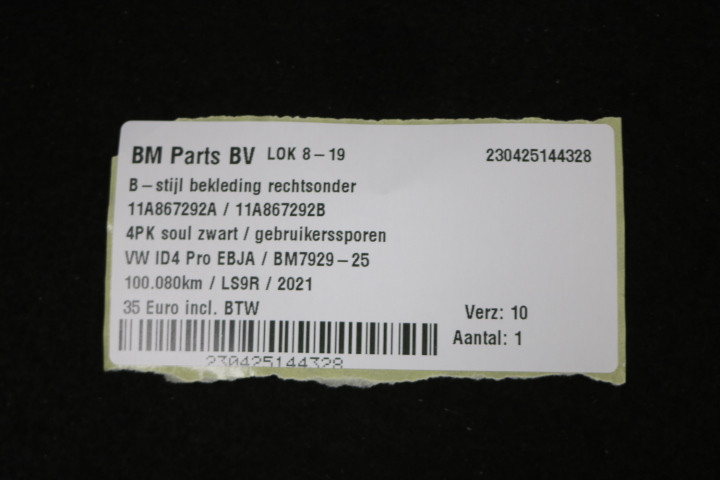 BM Parts BV LOK 8-19 230425144328
B-stijl bekleding rechtsonder
11A867292A / 11A867292B
4PK soul zwart / gebruikerssporen
VW ID4 Pro EBJA / BM7929-25
100.080km / LS9R / 2021
35 Euro incl. BTW
Verz: 10
Aantal: 1
230425144328